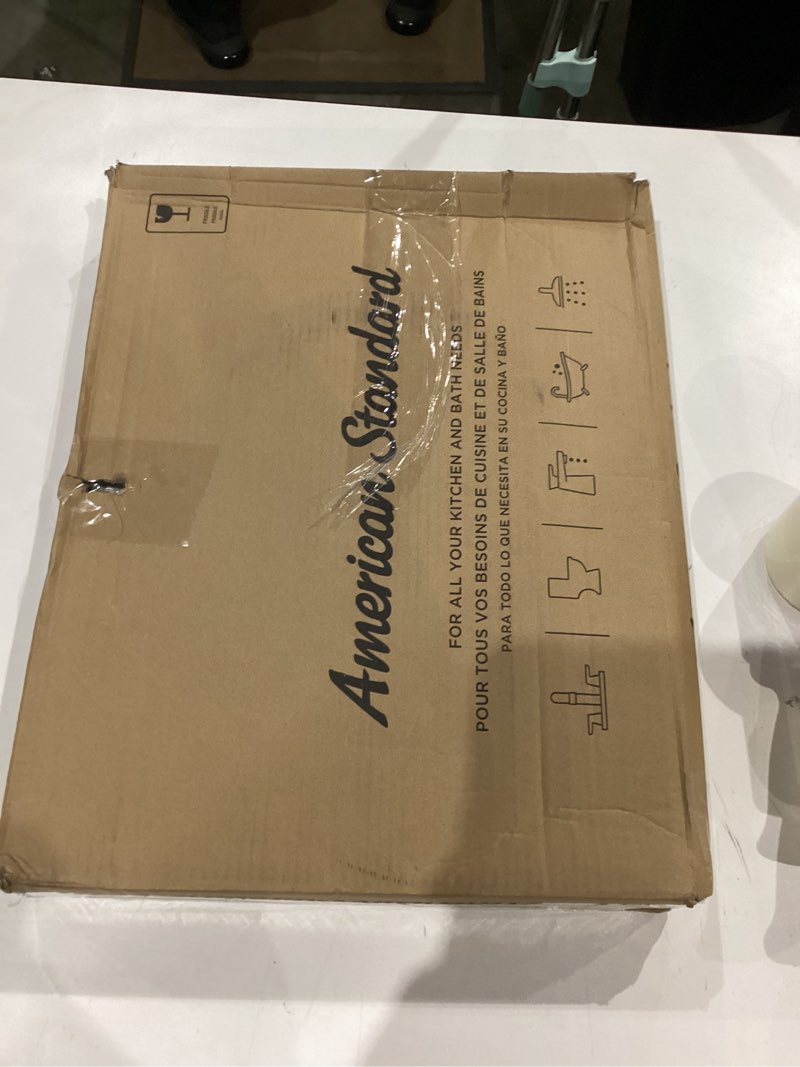 American Standard
FOR ALL YOUR KITCHEN AND BATH NEEDS
POUR TOUS VOS BESOINS DE CUISINE ET DE SALLE DE BAINS
PARA TODO LO QUE NECESITA EN SU COCINA Y BAÑO